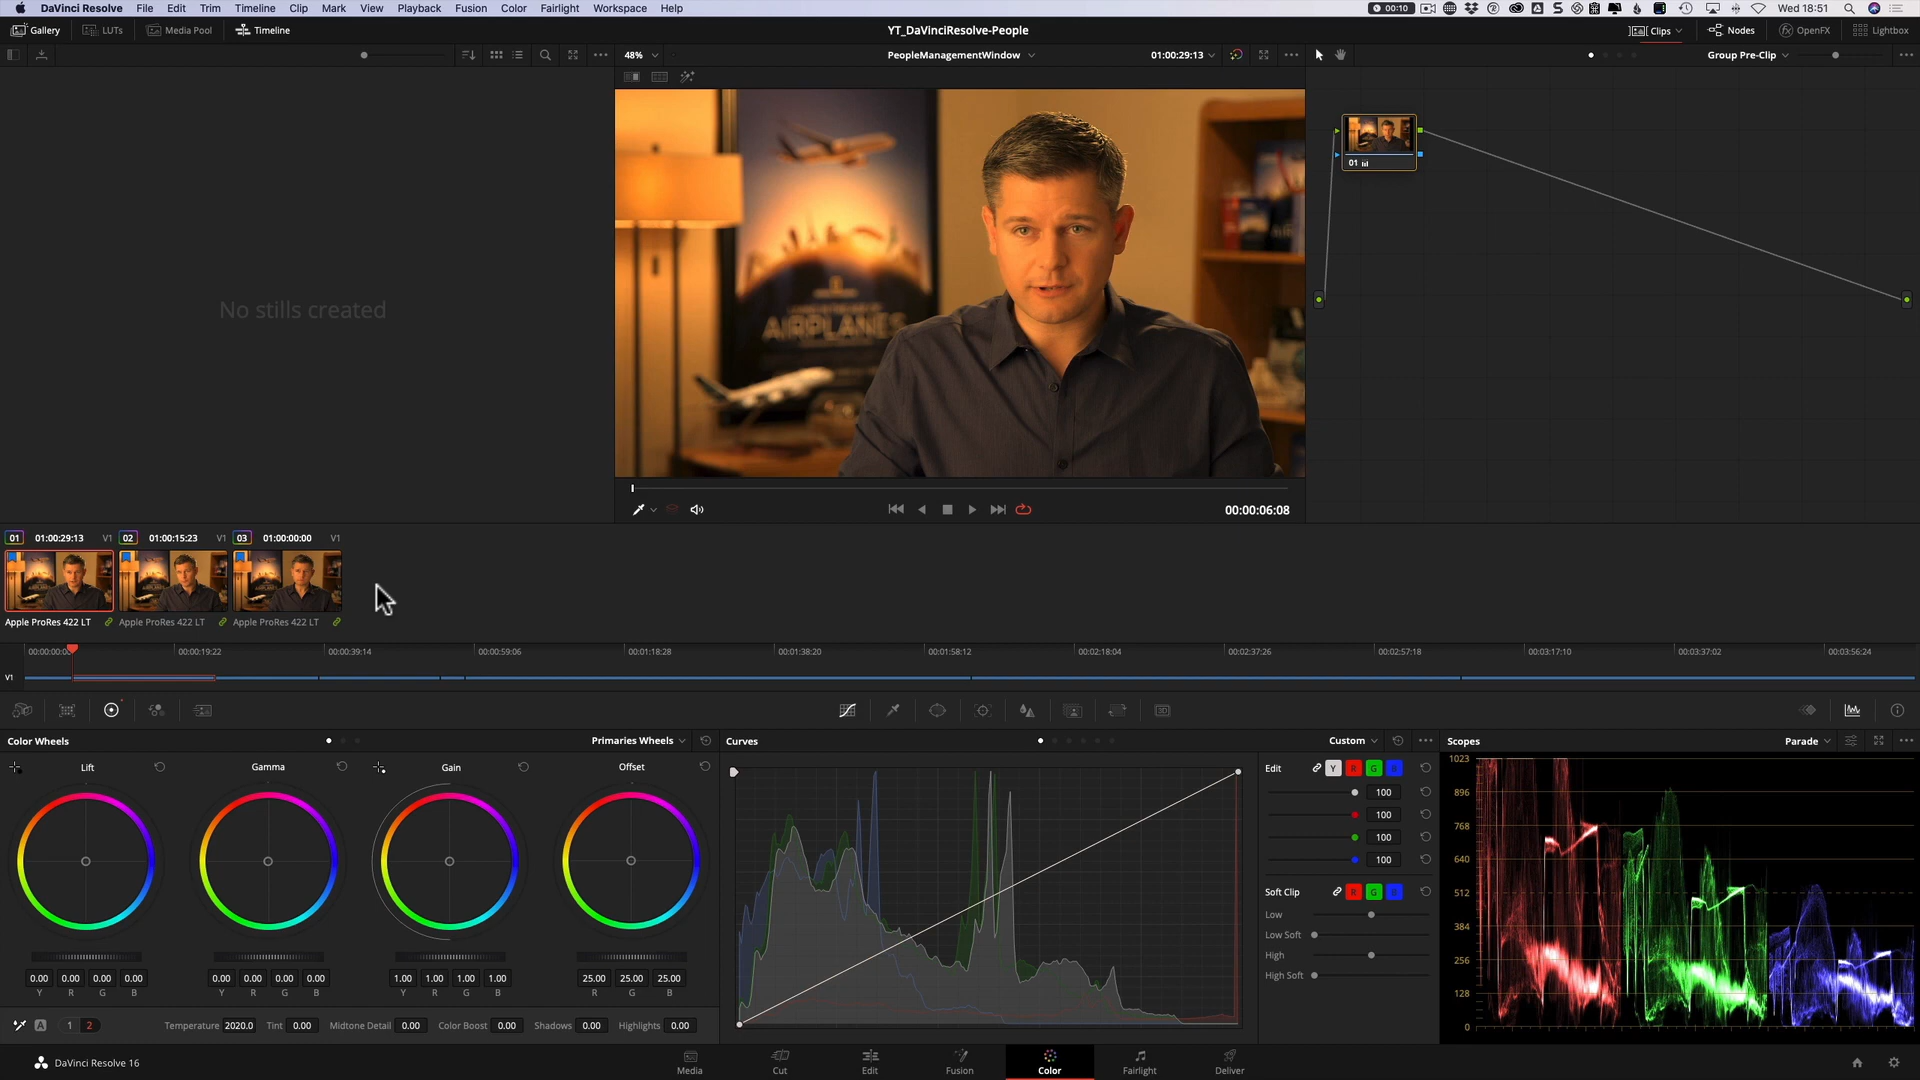 DaVinci Resolve File Edit Trim Timeline Clip Mark View Playback Fusion Color Fairlight Workspace Help 00:10 Wed 18:51
Gallery LUTs Media Pool Timeline YT_DaVinciResolve-People Clips Nodes OpenFX Lightbox
48% PeopleManagementWindow 01:00:29:13 Group Pre-Clip
No stills created
AIRPLANES
01
00:00:06:08
01 01:00:29:13 V1 02 01:00:15:23 V1 03 01:00:00:00 V1
Apple ProRes 422 LT Apple ProRes 422 LT Apple ProRes 422 LT
00:00:00:0 00:00:19:22 00:00:39:14 00:00:59:06 00:01:18:28 00:01:38:20 00:01:58:12 00:02:18:04 00:02:37:26 00:02:57:18 00:03:17:10 00:03:37:02 00:03:56:24
V1
3D
Color Wheels Primaries Wheels Curves Custom Scopes Parade
Lift Gamma Gain Offset
Edit Y R G B
100
100
100
100
Soft Clip R G B
Low
Low Soft
High
High Soft
1023
896
768
640
512
384
256
128
0
0.00 0.00 0.00 0.00 0.00 0.00 0.00 0.00 1.00 1.00 1.00 1.00 25.00 25.00 25.00
Y R G B Y R G B Y R G B R G B
A 1 2 Temperature 2020.0 Tint 0.00 Midtone Detail 0.00 Color Boost 0.00 Shadows 0.00 Highlights 0.00
DaVinci Resolve 16 Media Cut Edit Fusion Color Fairlight Deliver